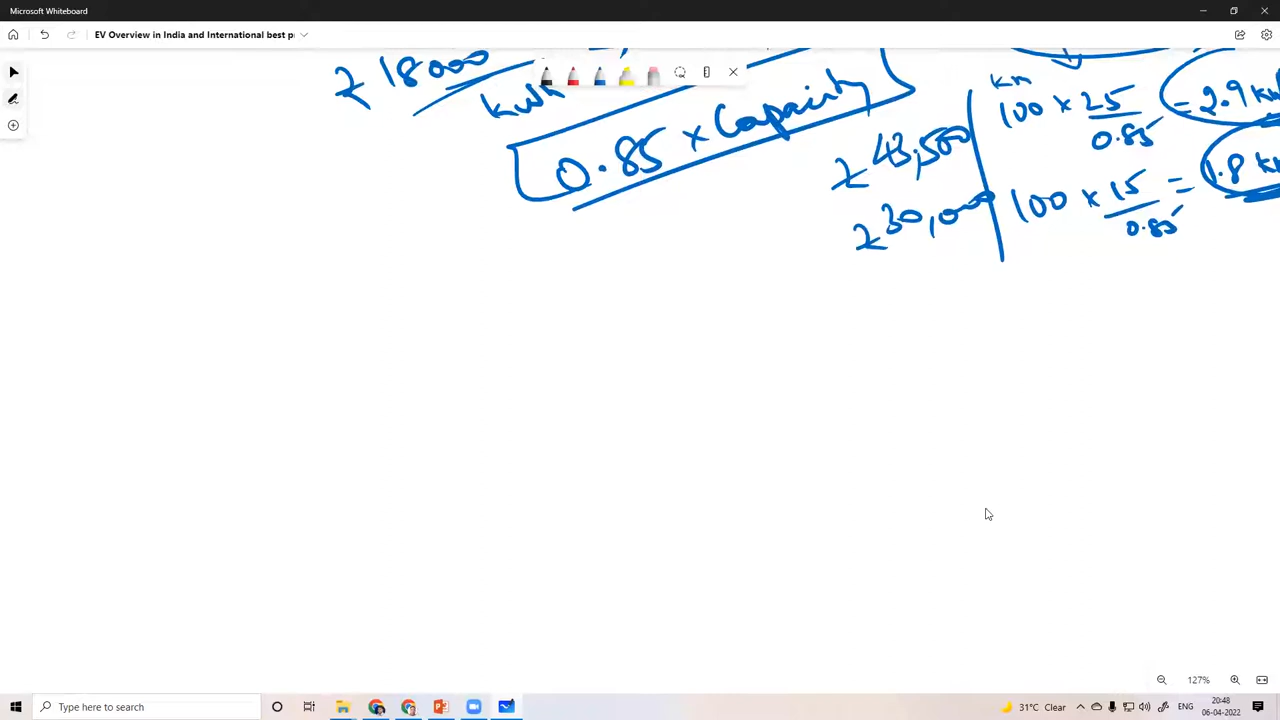 Microsoft Whiteboard
EV Overview in India and International best p
₹ 18000
kWh
0.85 × Capacity
₹ 43,500
₹ 30,000
km
100 × 25 / 0.85 = 2.9 kW
100 × 15 / 0.85 = 1.8 kW
127%
Type here to search
31°C Clear
ENG
20:48
06-04-2022